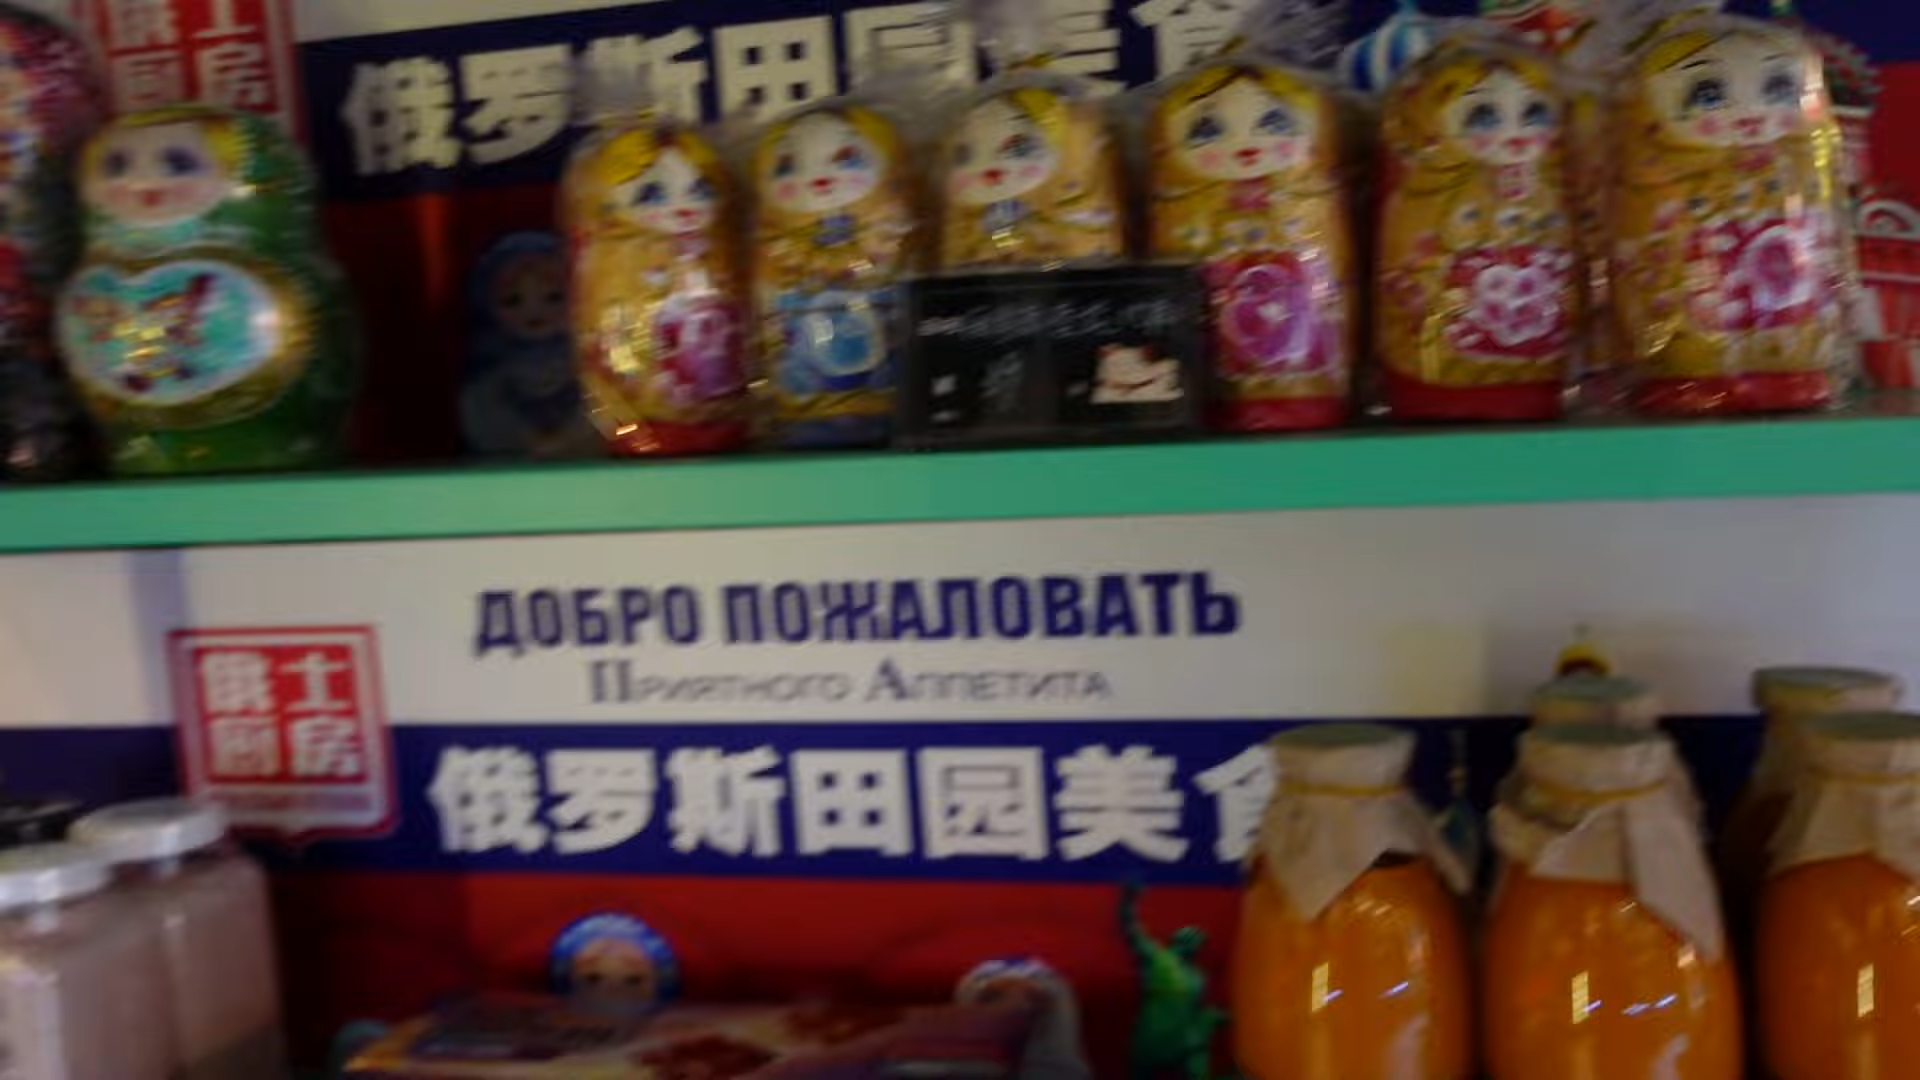 俄士
厨房
俄罗斯田园美食
ДОБРО ПОЖАЛОВАТЬ
Приятного Аппетита
俄士
厨房
俄罗斯田园美食